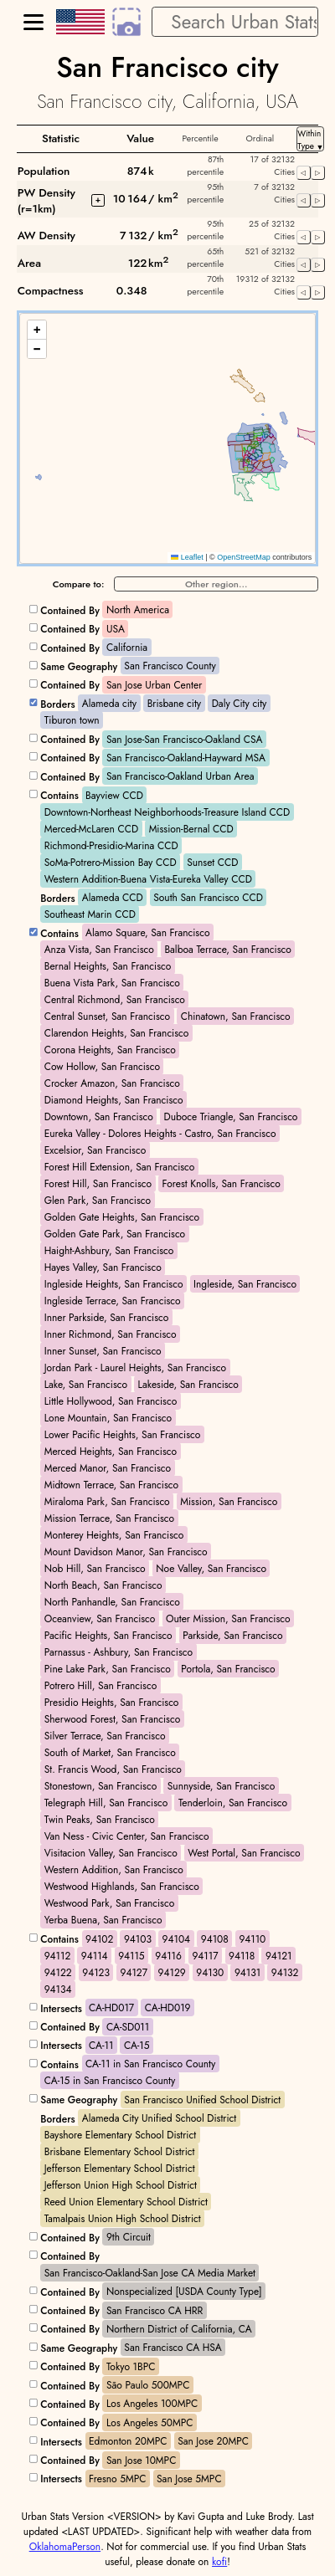 Search Urban Stats
San Francisco city
San Francisco city, California, USA
Statistic Value Percentile Ordinal Within Type ▼
Population 874 k 87th percentile 17 of 32132 Cities ◁ ▷
PW Density (r=1km) + 10 164 / km2 95th percentile 7 of 32132 Cities ◁ ▷
AW Density 7 132 / km2 95th percentile 25 of 32132 Cities ◁ ▷
Area 122 km2 65th percentile 521 of 32132 Cities ◁ ▷
Compactness 0.348 70th percentile 19312 of 32132 Cities ◁ ▷
+
−
Leaflet | © OpenStreetMap contributors
Compare to: Other region...
Contained By North America
Contained By USA
Contained By California
Same Geography San Francisco County
Contained By San Jose Urban Center
Borders Alameda city Brisbane city Daly City city
Tiburon town
Contained By San Jose-San Francisco-Oakland CSA
Contained By San Francisco-Oakland-Hayward MSA
Contained By San Francisco-Oakland Urban Area
Contains Bayview CCD
Downtown-Northeast Neighborhoods-Treasure Island CCD
Merced-McLaren CCD Mission-Bernal CCD
Richmond-Presidio-Marina CCD
SoMa-Potrero-Mission Bay CCD Sunset CCD
Western Addition-Buena Vista-Eureka Valley CCD
Borders Alameda CCD South San Francisco CCD
Southeast Marin CCD
Contains Alamo Square, San Francisco
Anza Vista, San Francisco Balboa Terrace, San Francisco
Bernal Heights, San Francisco
Buena Vista Park, San Francisco
Central Richmond, San Francisco
Central Sunset, San Francisco Chinatown, San Francisco
Clarendon Heights, San Francisco
Corona Heights, San Francisco
Cow Hollow, San Francisco
Crocker Amazon, San Francisco
Diamond Heights, San Francisco
Downtown, San Francisco Duboce Triangle, San Francisco
Eureka Valley - Dolores Heights - Castro, San Francisco
Excelsior, San Francisco
Forest Hill Extension, San Francisco
Forest Hill, San Francisco Forest Knolls, San Francisco
Glen Park, San Francisco
Golden Gate Heights, San Francisco
Golden Gate Park, San Francisco
Haight-Ashbury, San Francisco
Hayes Valley, San Francisco
Ingleside Heights, San Francisco Ingleside, San Francisco
Ingleside Terrace, San Francisco
Inner Parkside, San Francisco
Inner Richmond, San Francisco
Inner Sunset, San Francisco
Jordan Park - Laurel Heights, San Francisco
Lake, San Francisco Lakeside, San Francisco
Little Hollywood, San Francisco
Lone Mountain, San Francisco
Lower Pacific Heights, San Francisco
Merced Heights, San Francisco
Merced Manor, San Francisco
Midtown Terrace, San Francisco
Miraloma Park, San Francisco Mission, San Francisco
Mission Terrace, San Francisco
Monterey Heights, San Francisco
Mount Davidson Manor, San Francisco
Nob Hill, San Francisco Noe Valley, San Francisco
North Beach, San Francisco
North Panhandle, San Francisco
Oceanview, San Francisco Outer Mission, San Francisco
Pacific Heights, San Francisco Parkside, San Francisco
Parnassus - Ashbury, San Francisco
Pine Lake Park, San Francisco Portola, San Francisco
Potrero Hill, San Francisco
Presidio Heights, San Francisco
Sherwood Forest, San Francisco
Silver Terrace, San Francisco
South of Market, San Francisco
St. Francis Wood, San Francisco
Stonestown, San Francisco Sunnyside, San Francisco
Telegraph Hill, San Francisco Tenderloin, San Francisco
Twin Peaks, San Francisco
Van Ness - Civic Center, San Francisco
Visitacion Valley, San Francisco West Portal, San Francisco
Western Addition, San Francisco
Westwood Highlands, San Francisco
Westwood Park, San Francisco
Yerba Buena, San Francisco
Contains 94102 94103 94104 94108 94110
94112 94114 94115 94116 94117 94118 94121
94122 94123 94127 94129 94130 94131 94132
94134
Intersects CA-HD017 CA-HD019
Contained By CA-SD011
Intersects CA-11 CA-15
Contains CA-11 in San Francisco County
CA-15 in San Francisco County
Same Geography San Francisco Unified School District
Borders Alameda City Unified School District
Bayshore Elementary School District
Brisbane Elementary School District
Jefferson Elementary School District
Jefferson Union High School District
Reed Union Elementary School District
Tamalpais Union High School District
Contained By 9th Circuit
Contained By
San Francisco-Oakland-San Jose CA Media Market
Contained By Nonspecialized [USDA County Type]
Contained By San Francisco CA HRR
Contained By Northern District of California, CA
Same Geography San Francisco CA HSA
Contained By Tokyo 1BPC
Contained By São Paulo 500MPC
Contained By Los Angeles 100MPC
Contained By Los Angeles 50MPC
Intersects Edmonton 20MPC San Jose 20MPC
Contained By San Jose 10MPC
Intersects Fresno 5MPC San Jose 5MPC
Urban Stats Version <VERSION> by Kavi Gupta and Luke Brody. Last
updated <LAST UPDATED>. Significant help with weather data from
OklahomaPerson. Not for commercial use. If you find Urban Stats
useful, please donate on kofi!